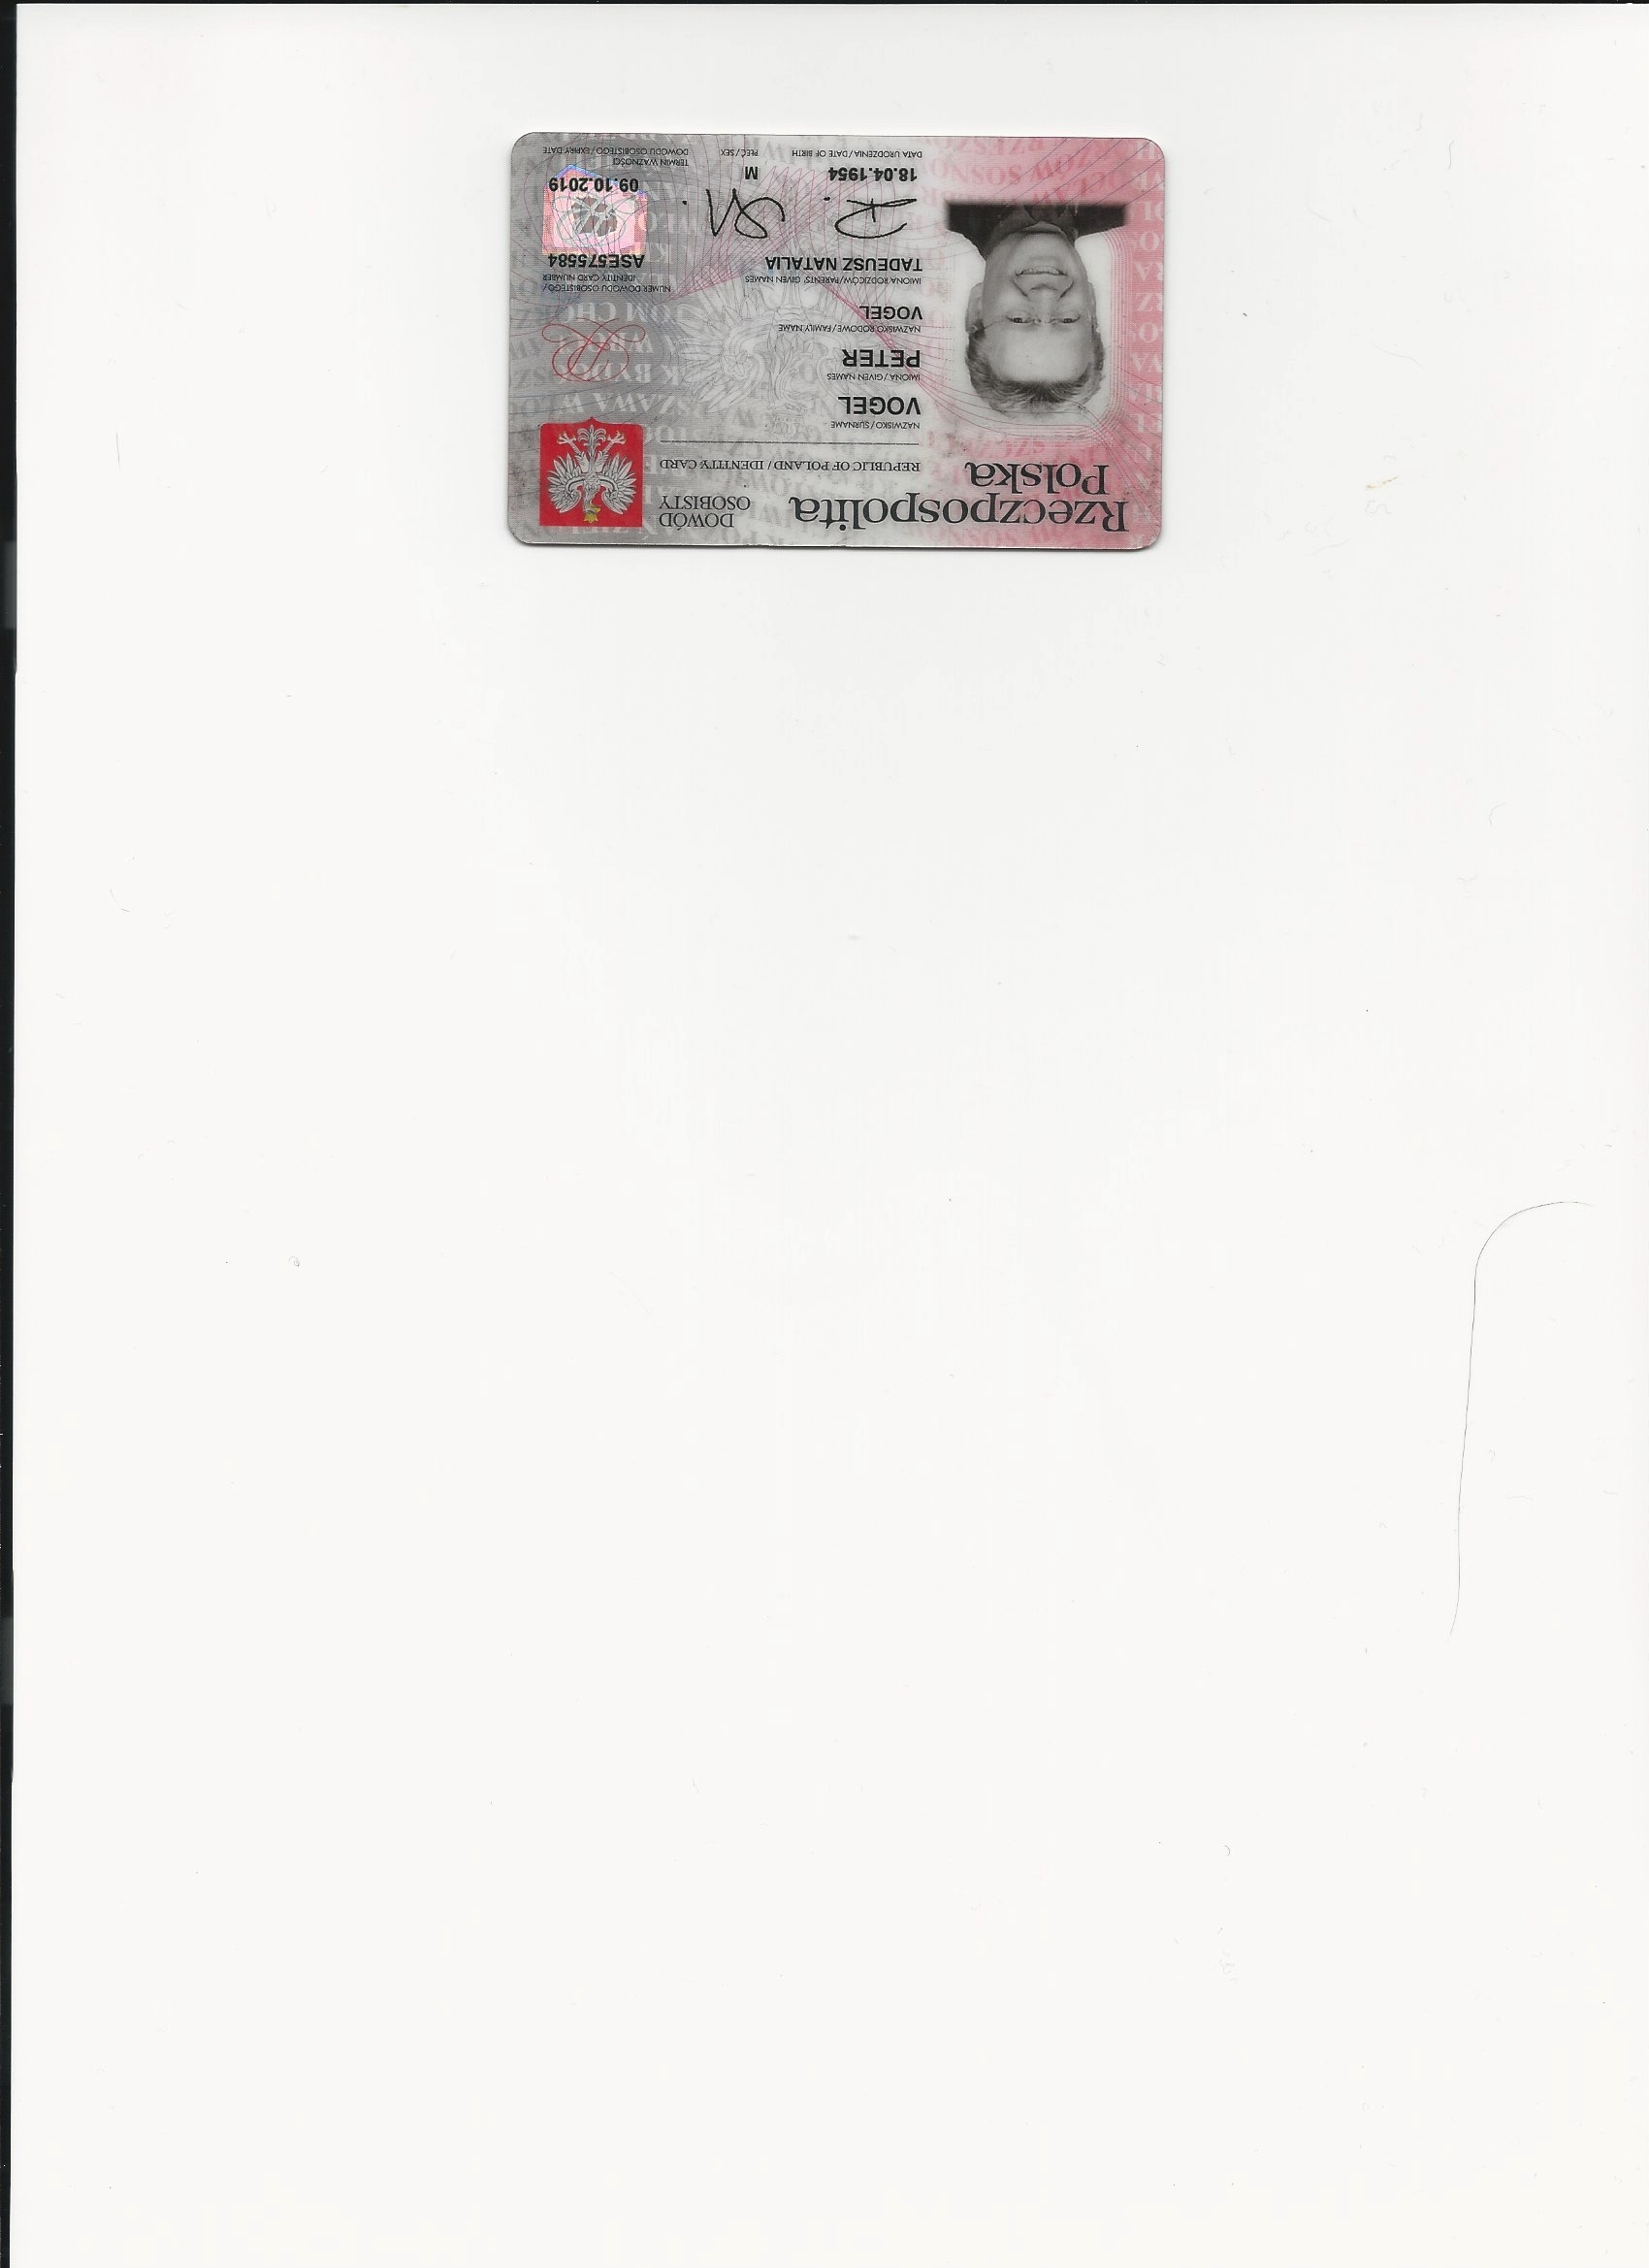 Rzeczpospolita
Polska
DOWÓD
OSOBISTY
REPUBLIC OF POLAND / IDENTITY CARD
NAZWISKO / SURNAME
VOGEL
IMIONA / GIVEN NAMES
PETER
NAZWISKO RODOWE / FAMILY NAME
VOGEL
IMIONA RODZICÓW / PARENTS' GIVEN NAMES
TADEUSZ NATALIA
NUMER DOWODU OSOBISTEGO /
IDENTITY CARD NUMBER
ASE575584
18.04.1954
DATA URODZENIA / DATE OF BIRTH
M
PŁEĆ / SEX
09.10.2019
TERMIN WAŻNOŚCI
DOWODU OSOBISTEGO / EXPIRY DATE